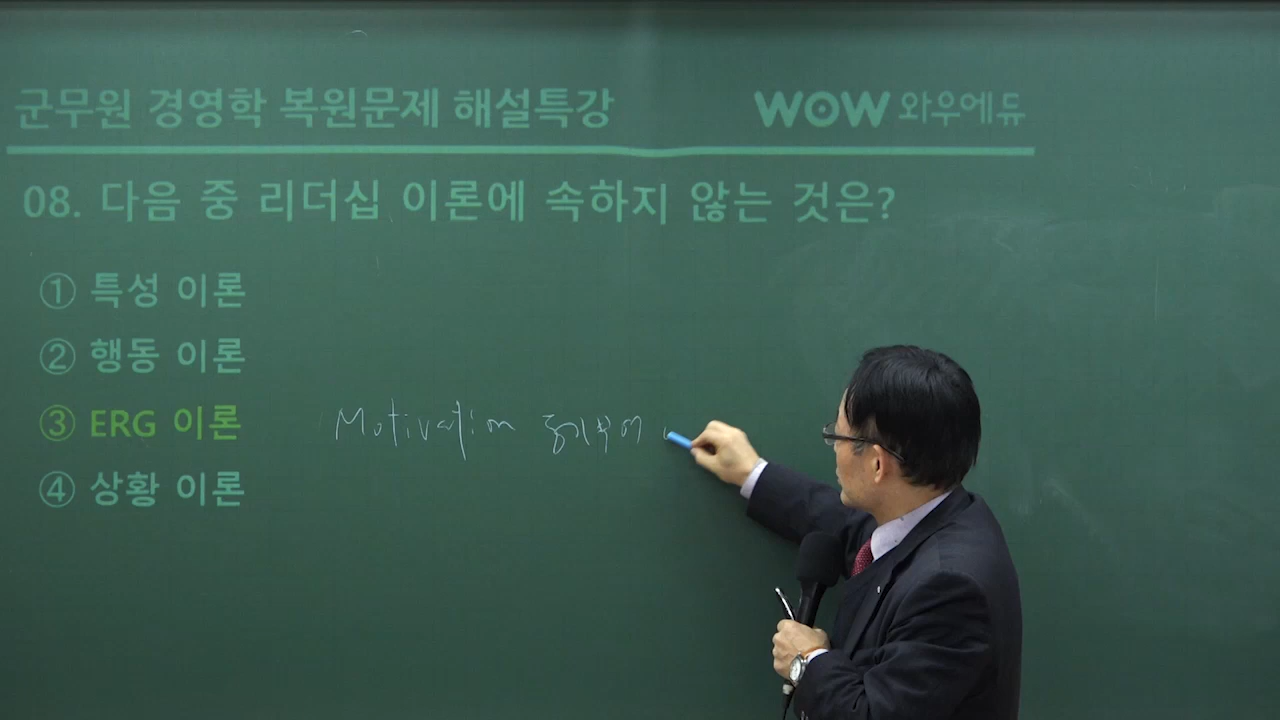 군무원 경영학 복원문제 해설특강
WOW 와우에듀
08. 다음 중 리더십 이론에 속하지 않는 것은?
① 특성 이론
② 행동 이론
③ ERG 이론
④ 상황 이론
Motivation 동기부여